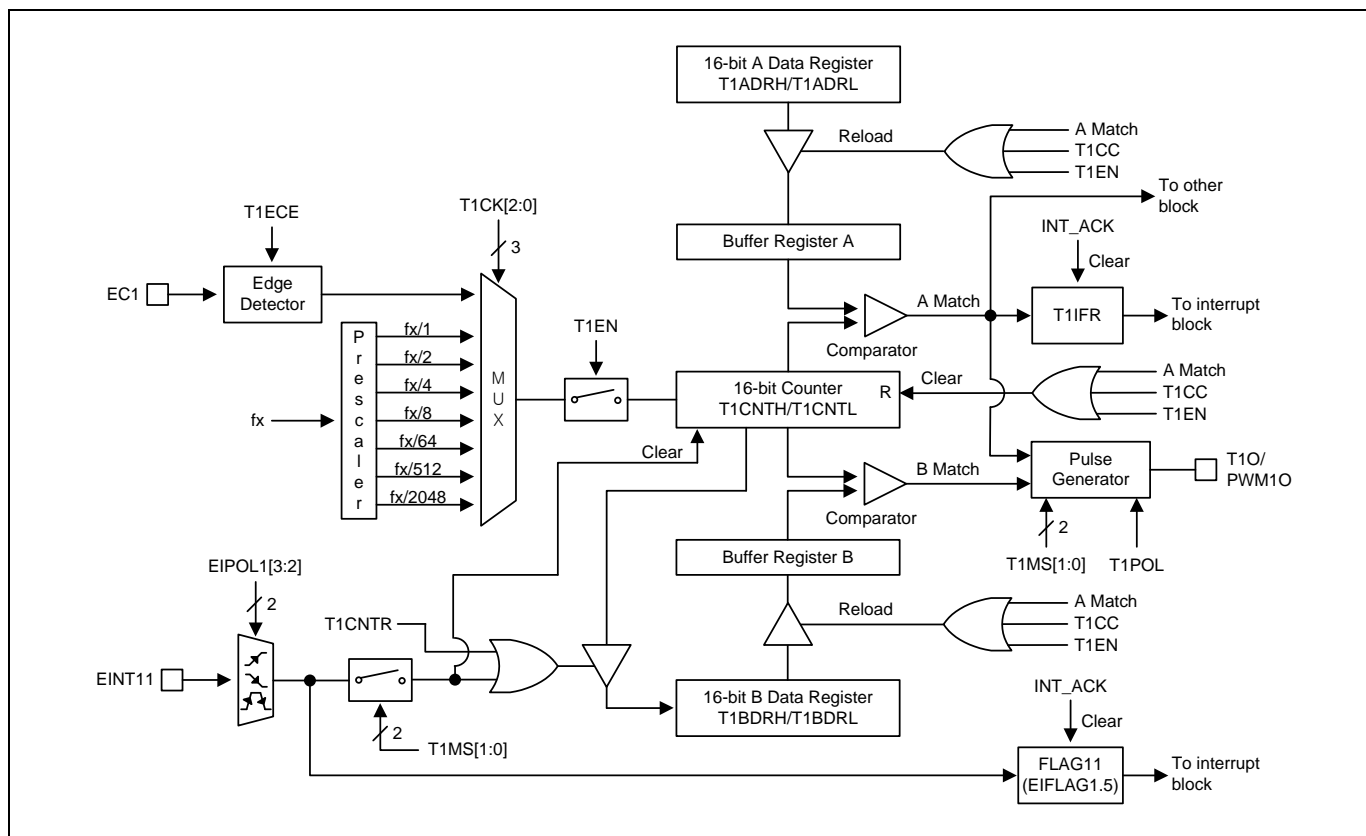 16-bit A Data Register
T1ADRH/T1ADRL
Reload
A Match
T1CC
T1EN
To other
block
T1ECE
T1CK[2:0]
3
Buffer Register A
INT_ACK
Clear
EC1
Edge
Detector
A Match
T1IFR
To interrupt
block
Comparator
Prescaler
fx/1
fx/2
fx/4
fx/8
fx/64
fx/512
fx/2048
fx
MUX
T1EN
16-bit Counter
T1CNTH/T1CNTL
R
Clear
A Match
T1CC
T1EN
Clear
B Match
Comparator
Pulse
Generator
T1O/
PWM1O
2
T1MS[1:0]
T1POL
Buffer Register B
EIPOL1[3:2]
2
Reload
A Match
T1CC
T1EN
T1CNTR
EINT11
2
T1MS[1:0]
16-bit B Data Register
T1BDRH/T1BDRL
INT_ACK
Clear
FLAG11
(EIFLAG1.5)
To interrupt
block